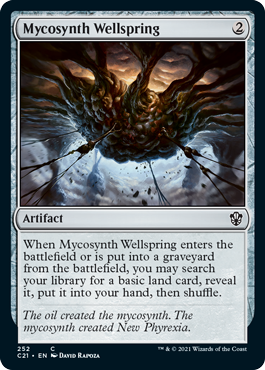 Mycosynth Wellspring 2
Artifact
When Mycosynth Wellspring enters the
battlefield or is put into a graveyard
from the battlefield, you may search
your library for a basic land card, reveal
it, put it into your hand, then shuffle.
The oil created the mycosynth. The
mycosynth created New Phyrexia.
252 C
C21 • EN DAVID RAPOZA
™ & © 2021 Wizards of the Coast